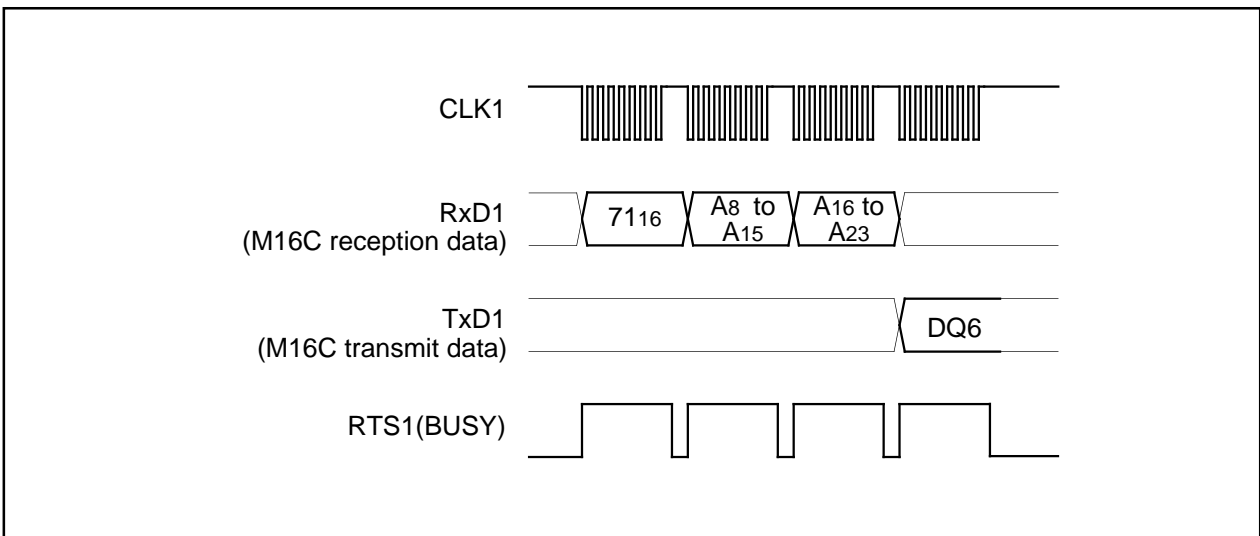 CLK1
RxD1
(M16C reception data)
7116
A8 to
A15
A16 to
A23
TxD1
(M16C transmit data)
DQ6
RTS1(BUSY)